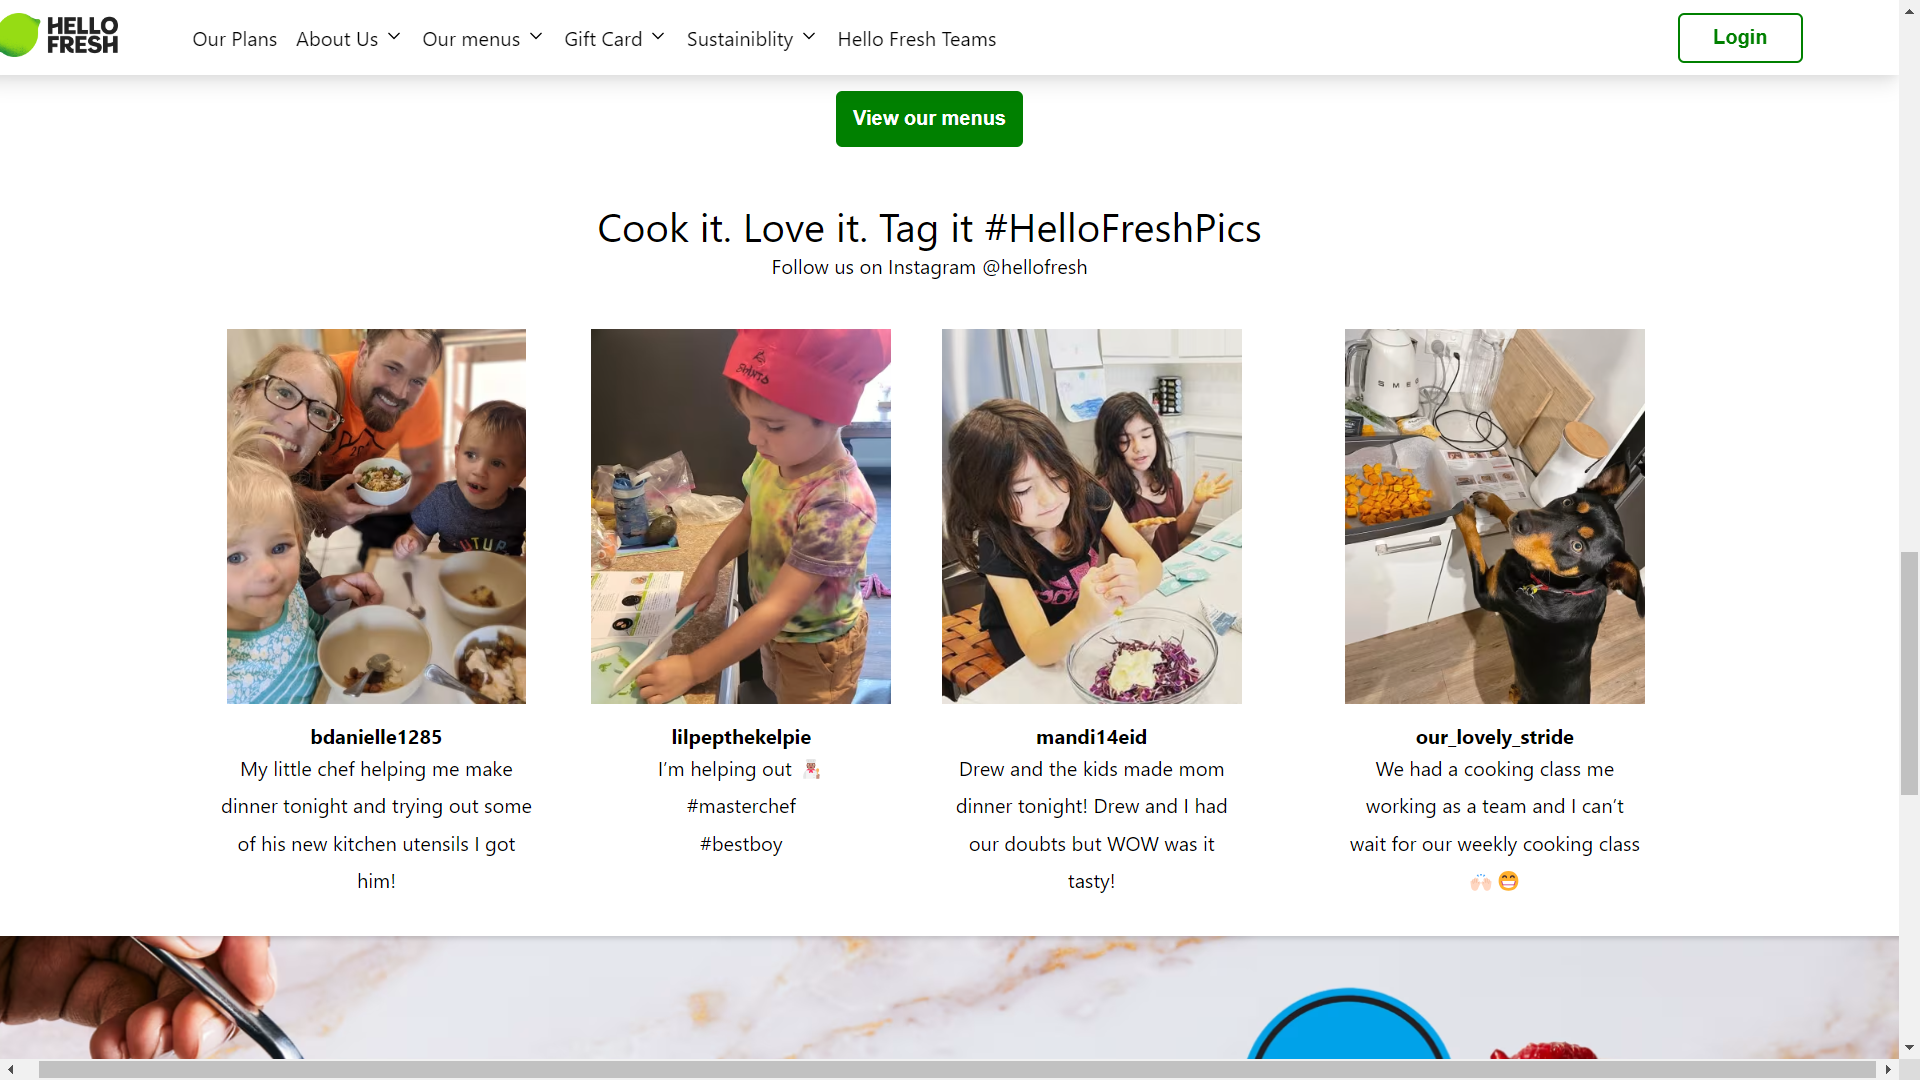 HELLO
FRESH
Our Plans About Us Our menus Gift Card Sustainiblity Hello Fresh Teams
Login
View our menus
Cook it. Love it. Tag it #HelloFreshPics
Follow us on Instagram @hellofresh
SMEG
bdanielle1285
My little chef helping me make
dinner tonight and trying out some
of his new kitchen utensils I got
him!
lilpepthekelpie
I’m helping out 👩🏽‍🍳
#masterchef
#bestboy
mandi14eid
Drew and the kids made mom
dinner tonight! Drew and I had
our doubts but WOW was it
tasty!
our_lovely_stride
We had a cooking class me
working as a team and I can’t
wait for our weekly cooking class
🙌🏻 😁